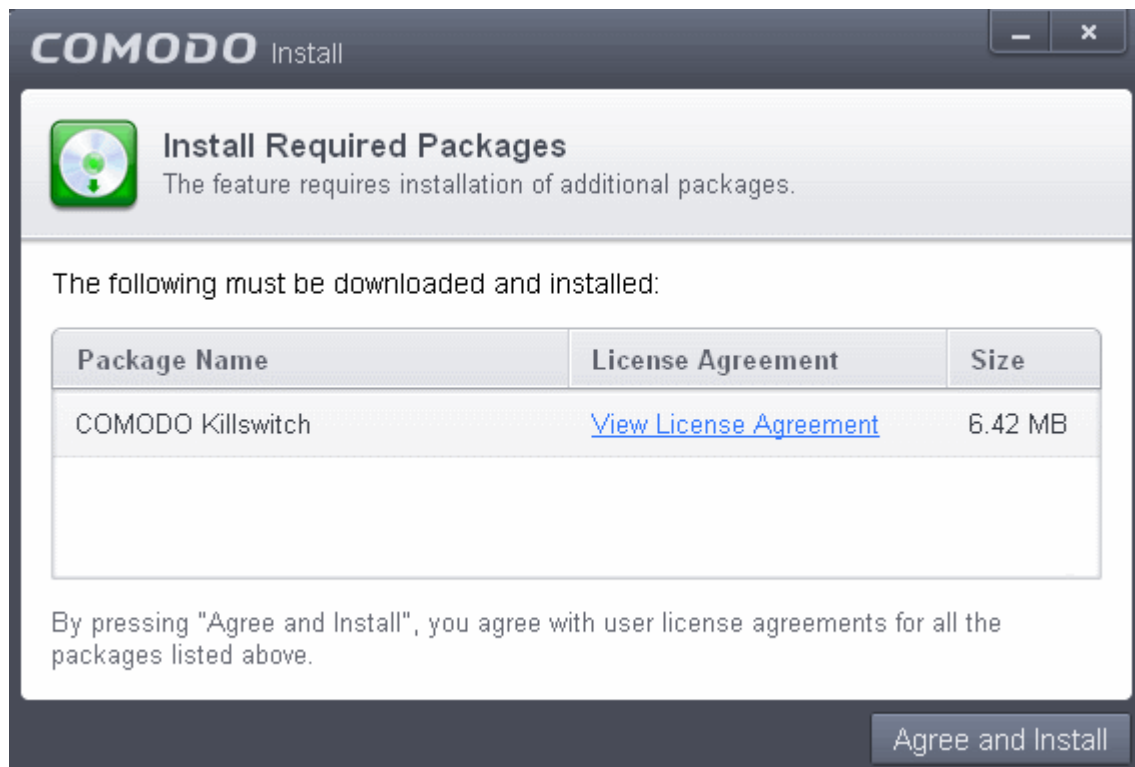 COMODO Install
Install Required Packages
The feature requires installation of additional packages.
The following must be downloaded and installed:
Package Name License Agreement Size
COMODO Killswitch View License Agreement 6.42 MB
By pressing "Agree and Install", you agree with user license agreements for all the
packages listed above.
Agree and Install